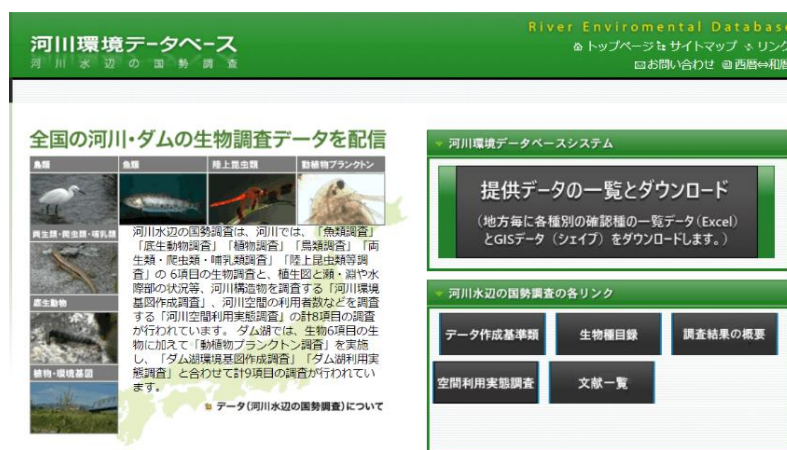 River Enviromental Database
河川環境データベース
河川水辺の国勢調査
トップページ サイトマップ リンク
お問い合わせ 西暦⇔和暦
全国の河川・ダムの生物調査データを配信
鳥類 魚類 陸上昆虫類 動植物プランクトン
両生類・爬虫類・哺乳類
底生動物
植物・環境基図
河川水辺の国勢調査は、河川では、「魚類調査」
「底生動物調査」「植物調査」「鳥類調査」「両
生類・爬虫類・哺乳類調査」「陸上昆虫類等調
査」の 6項目の生物調査と、植生図と瀬・淵や水
際部の状況等、河川構造物を調査する「河川環境
基図作成調査」、河川空間の利用者数などを調査
する「河川空間利用実態調査」の計8項目の調査
が行われています。 ダム湖では、生物6項目の生
物に加えて「動植物プランクトン調査」を実施
し、「ダム湖環境基図作成調査」「ダム湖利用実
態調査」と合わせて計9項目の調査が行われてい
ます。
データ(河川水辺の国勢調査)について
河川環境データベースシステム
提供データの一覧とダウンロード
(地方毎に各種別の確認種の一覧データ(Excel)
とGISデータ(シェイプ)をダウンロードします。)
河川水辺の国勢調査の各リンク
データ作成基準類 生物種目録 調査結果の概要
空間利用実態調査 文献一覧